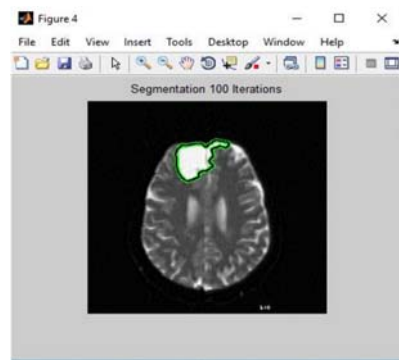 Figure 4
File Edit View Insert Tools Desktop Window Help
Segmentation 100 Iterations